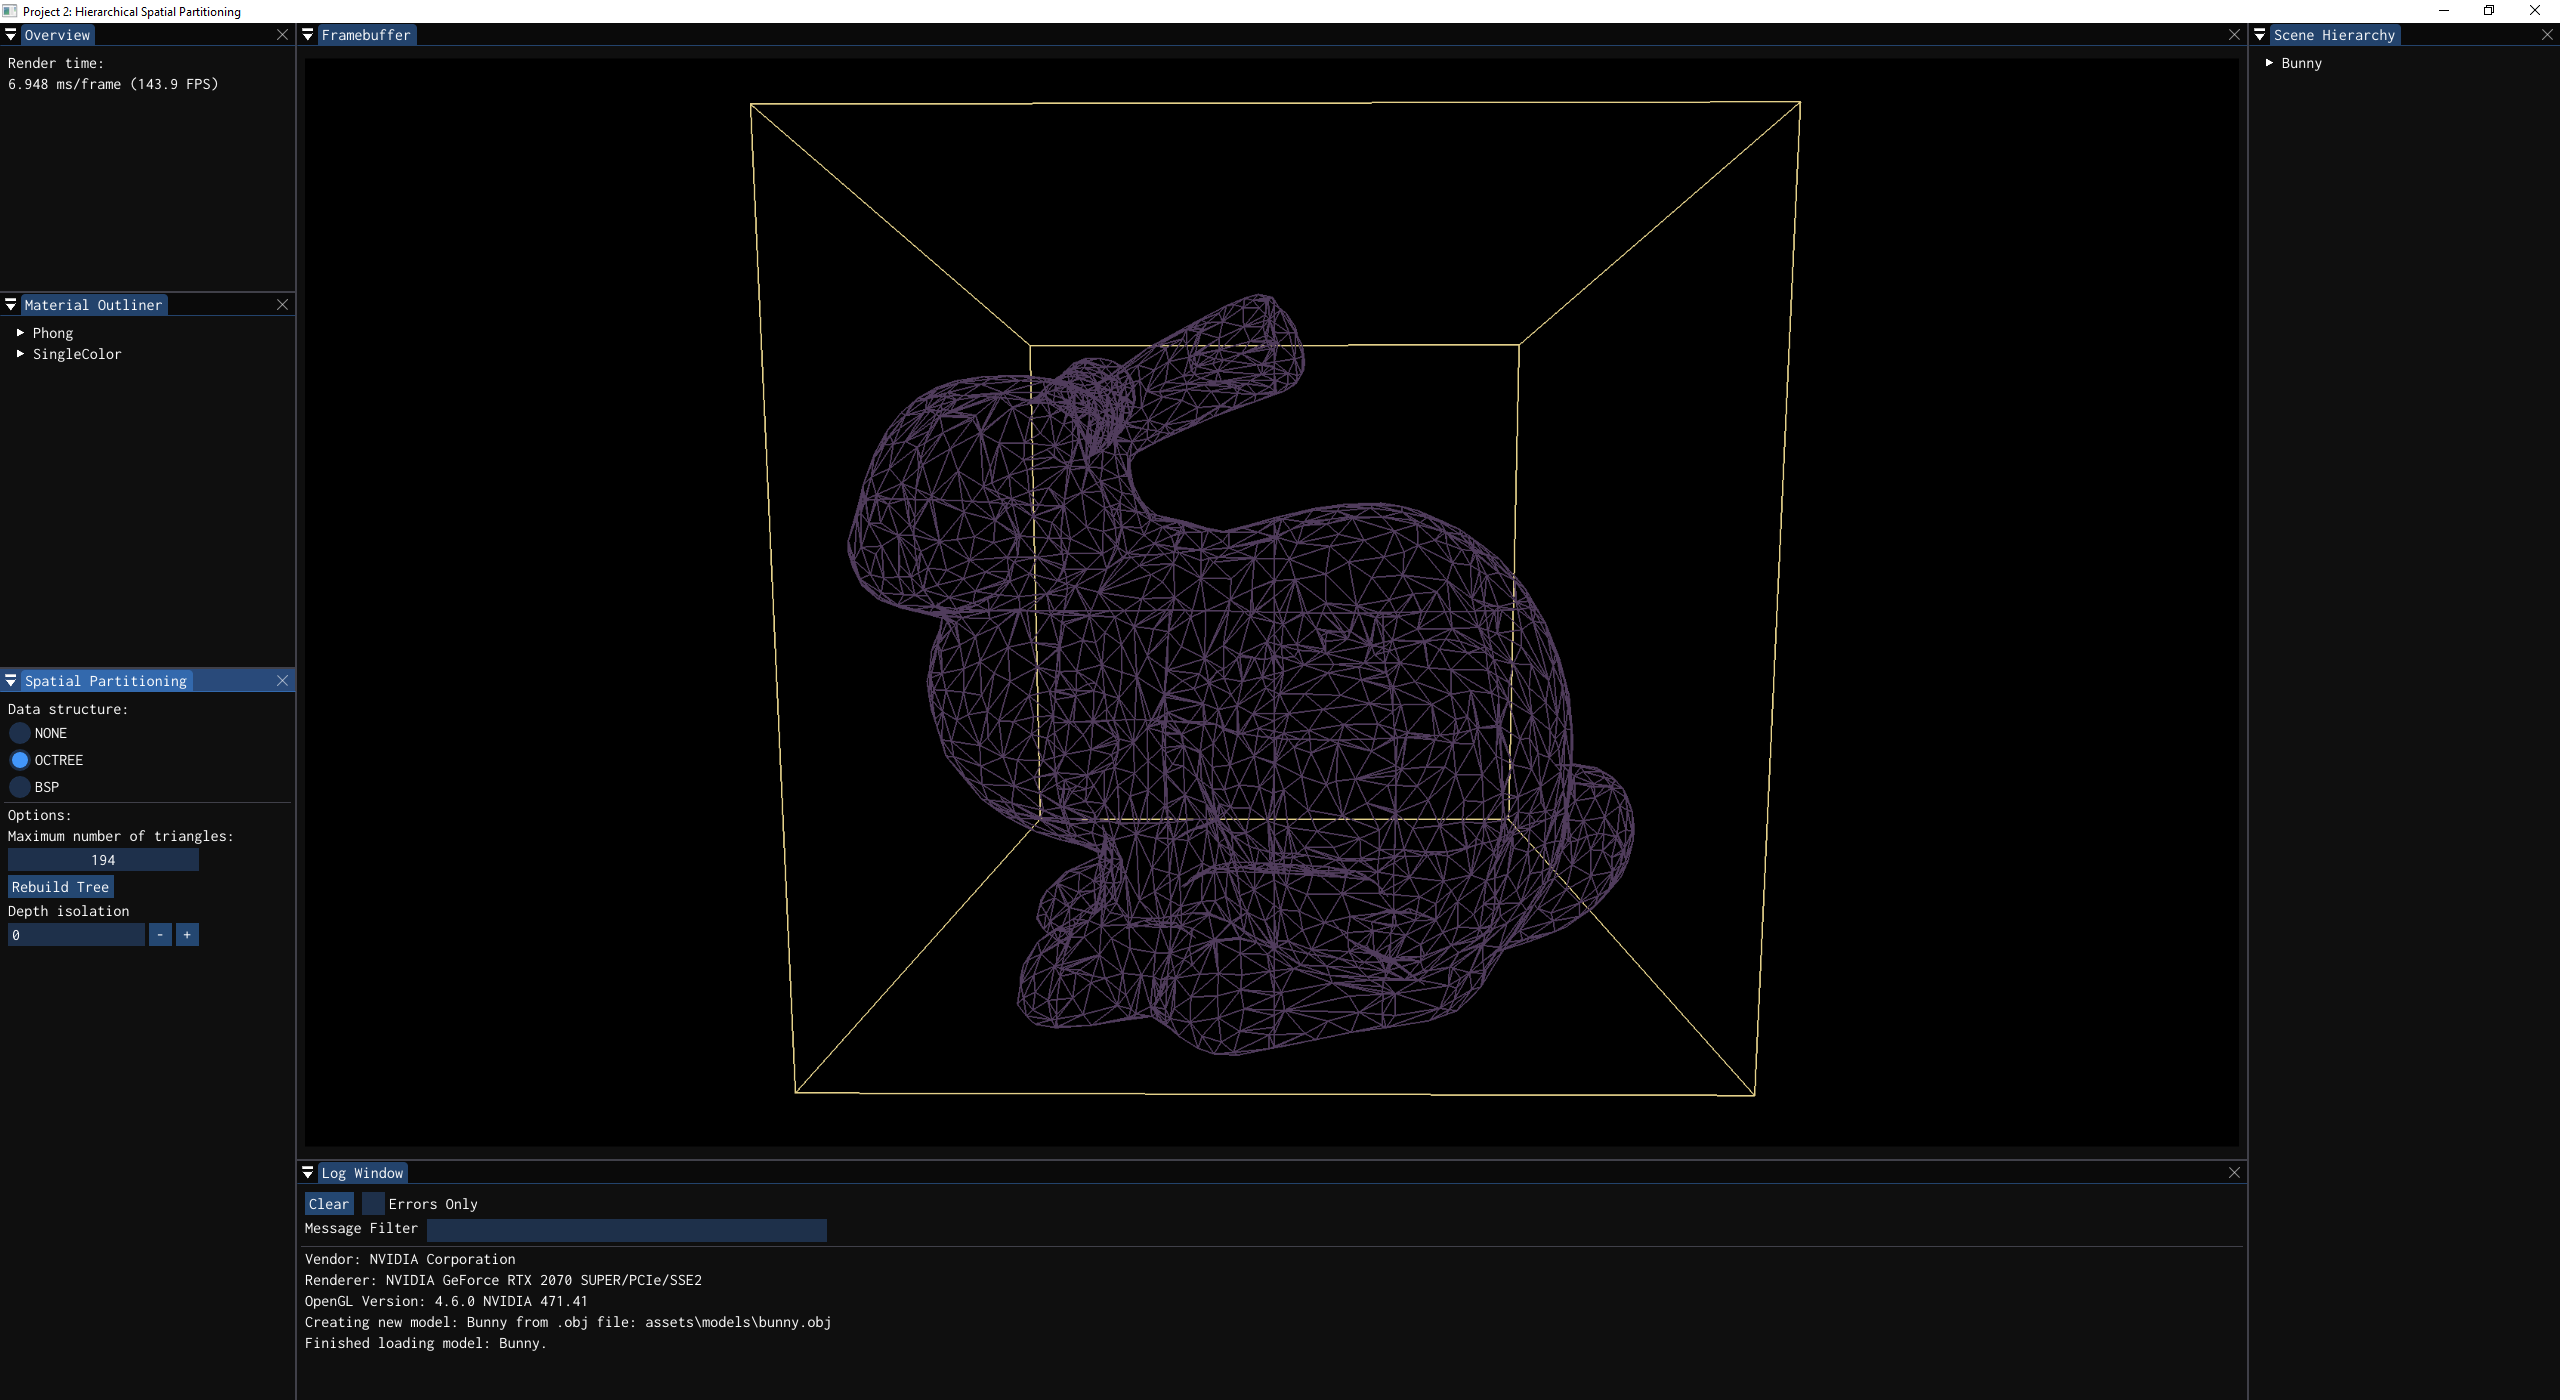 Project 2: Hierarchical Spatial Partitioning
Overview
Render time:
6.948 ms/frame (143.9 FPS)
Material Outliner
Phong
SingleColor
Spatial Partitioning
Data structure:
NONE
OCTREE
BSP
Options:
Maximum number of triangles:
194
Rebuild Tree
Depth isolation
0 - +
Framebuffer
Log Window
Clear Errors Only
Message Filter
Vendor: NVIDIA Corporation
Renderer: NVIDIA GeForce RTX 2070 SUPER/PCIe/SSE2
OpenGL Version: 4.6.0 NVIDIA 471.41
Creating new model: Bunny from .obj file: assets\models\bunny.obj
Finished loading model: Bunny.
Scene Hierarchy
Bunny